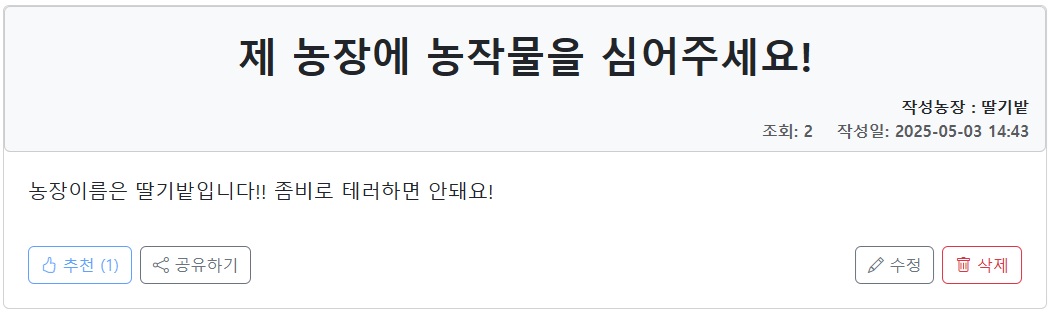 제 농장에 농작물을 심어주세요!
작성농장 : 딸기밭
조회: 2 작성일: 2025-05-03 14:43
농장이름은 딸기밭입니다!! 좀비로 테러하면 안돼요!
추천 (1) 공유하기 수정 삭제